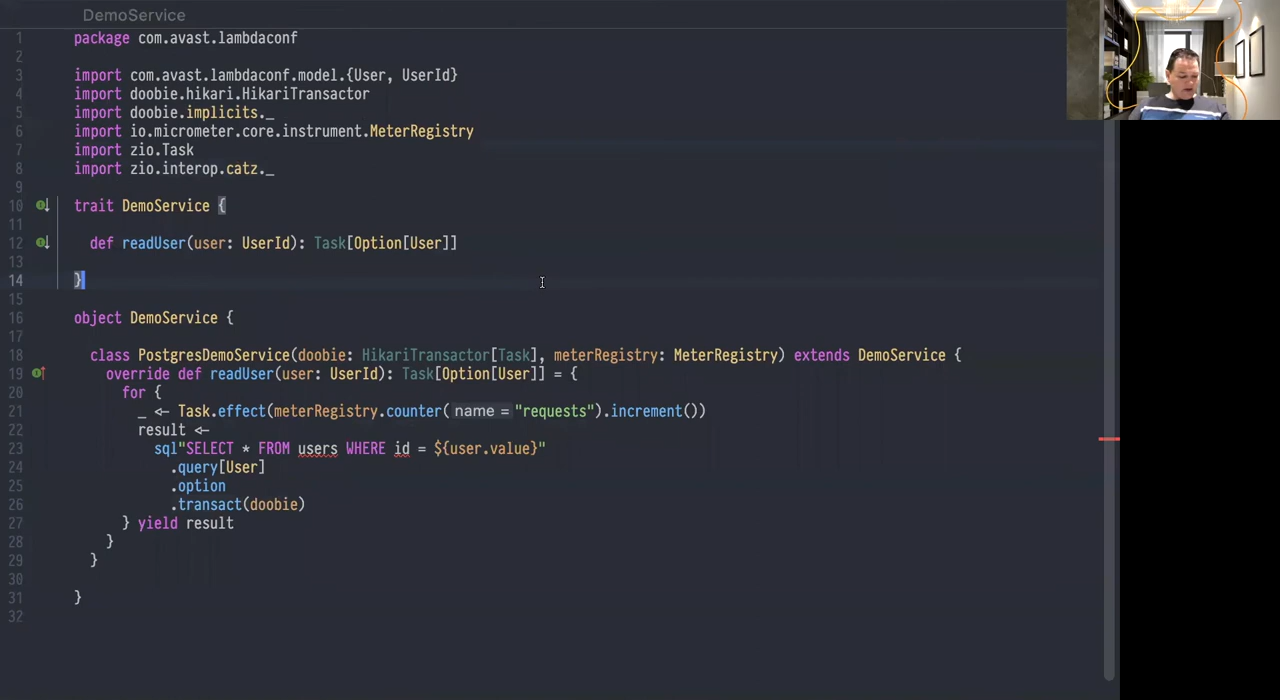 DemoService
1 package com.avast.lambdaconf
2
3 import com.avast.lambdaconf.model.{User, UserId}
4 import doobie.hikari.HikariTransactor
5 import doobie.implicits._
6 import io.micrometer.core.instrument.MeterRegistry
7 import zio.Task
8 import zio.interop.catz._
9
10 trait DemoService {
11
12 def readUser(user: UserId): Task[Option[User]]
13
14 }
15
16 object DemoService {
17
18 class PostgresDemoService(doobie: HikariTransactor[Task], meterRegistry: MeterRegistry) extends DemoService {
19 override def readUser(user: UserId): Task[Option[User]] = {
20 for {
21 _ <- Task.effect(meterRegistry.counter( name = "requests").increment())
22 result <-
23 sql"SELECT * FROM users WHERE id = ${user.value}"
24 .query[User]
25 .option
26 .transact(doobie)
27 } yield result
28 }
29 }
30
31 }
32